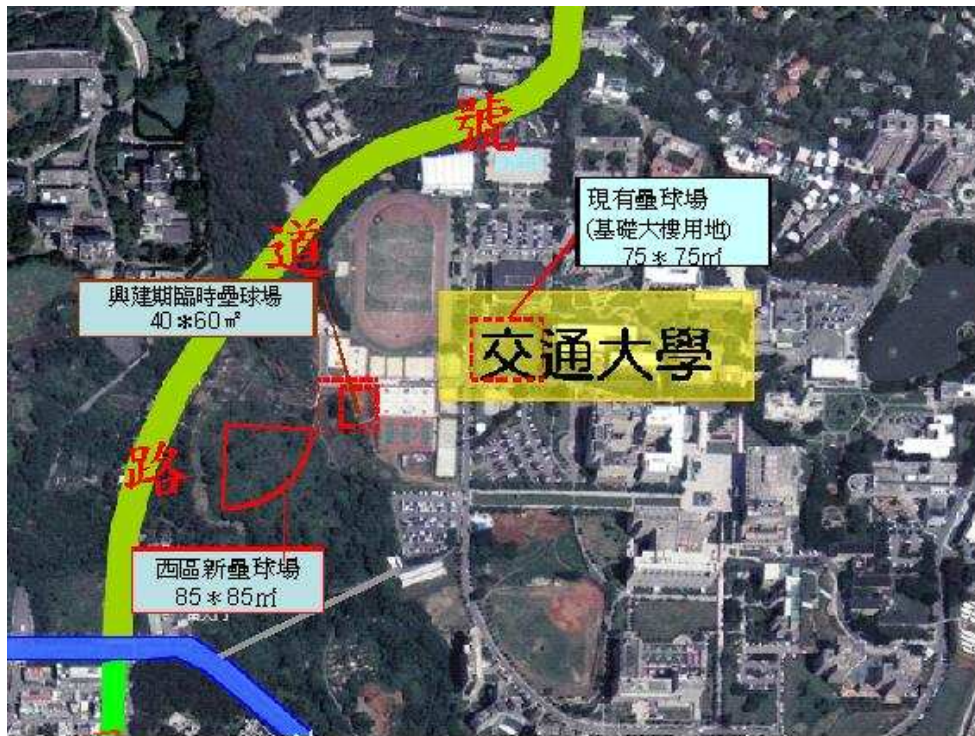 號
現有壘球場
(基礎大樓用地)
75＊75㎡
道
興建期臨時壘球場
40＊60㎡
交通大學
路
西區新壘球場
85＊85㎡